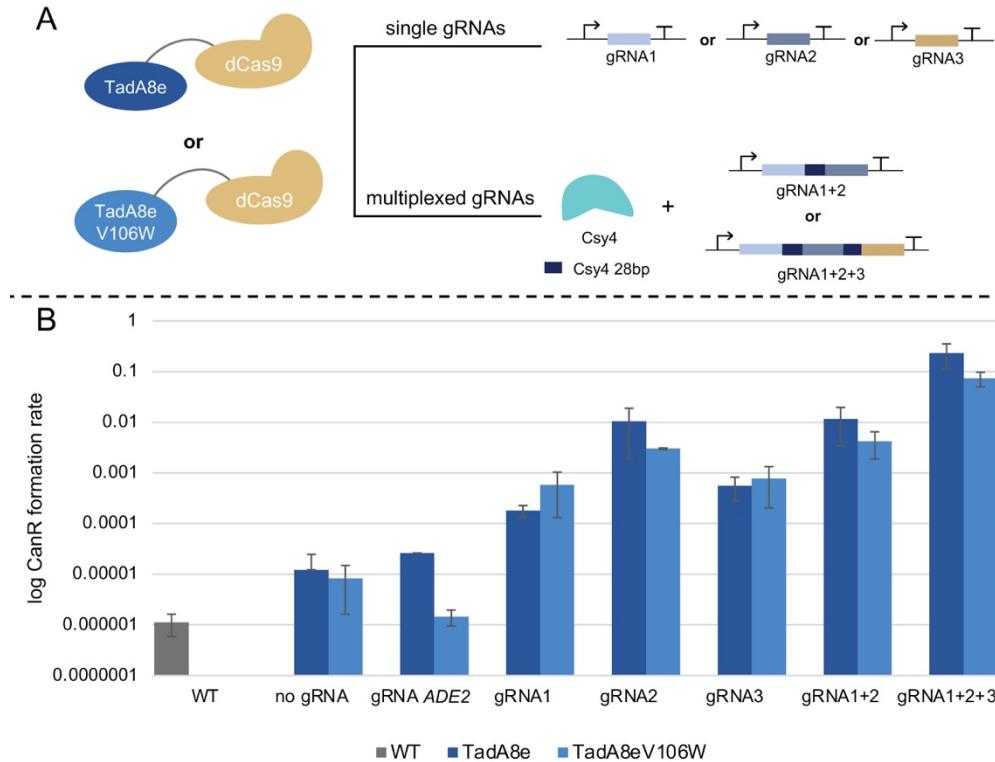 A
TadA8e
dCas9
or
TadA8e
V106W
dCas9
single gRNAs
gRNA1
or
gRNA2
or
gRNA3
multiplexed gRNAs
Csy4
Csy4 28bp
+
gRNA1+2
or
gRNA1+2+3
B
log CanR formation rate
1
0.1
0.01
0.001
0.0001
0.00001
0.000001
0.0000001
WT no gRNA gRNA ADE2 gRNA1 gRNA2 gRNA3 gRNA1+2 gRNA1+2+3
WT TadA8e TadA8eV106W